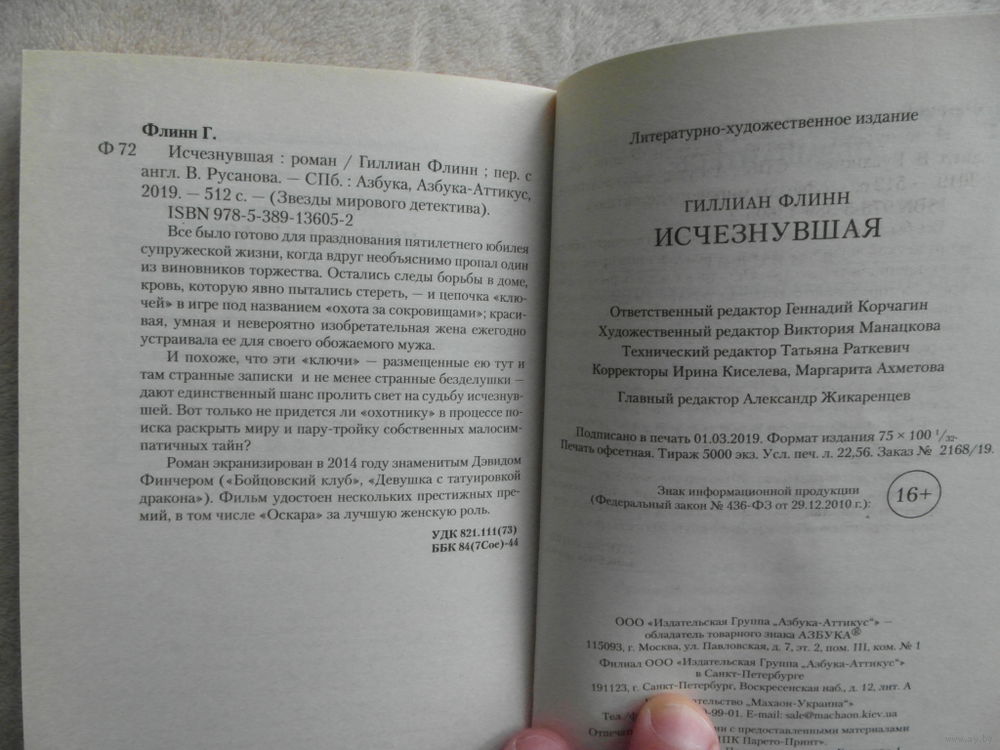 Флинн Г.
Ф 72 Исчезнувшая : роман / Гиллиан Флинн ; пер. с
англ. В. Русанова. — СПб. : Азбука, Азбука-Аттикус,
2019. — 512 с. — (Звезды мирового детектива).
ISBN 978-5-389-13605-2
Все было готово для празднования пятилетнего юбилея
супружеской жизни, когда вдруг необъяснимо пропал один
из виновников торжества. Остались следы борьбы в доме,
кровь, которую явно пытались стереть, — и цепочка «клю-
чей» в игре под названием «охота за сокровищами»; краси-
вая, умная и невероятно изобретательная жена ежегодно
устраивала ее для своего обожаемого мужа.
И похоже, что эти «ключи» — размещенные ею тут и
там странные записки и не менее странные безделушки —
дают единственный шанс пролить свет на судьбу исчезнув-
шей. Вот только не придется ли «охотнику» в процессе по-
иска раскрыть миру и пару-тройку собственных малосим-
патичных тайн?
Роман экранизирован в 2014 году знаменитым Дэвидом
Финчером («Бойцовский клуб», «Девушка с татуировкой
дракона»). Фильм удостоен нескольких престижных пре-
мий, в том числе «Оскара» за лучшую женскую роль.
УДК 821.111(73)
ББК 84(7Сое)-44
Литературно-художественное издание
ГИЛЛИАН ФЛИНН
ИСЧЕЗНУВШАЯ
Ответственный редактор Геннадий Корчагин
Художественный редактор Виктория Манацкова
Технический редактор Татьяна Раткевич
Корректоры Ирина Киселева, Маргарита Ахметова
Главный редактор Александр Жикаренцев
Подписано в печать 01.03.2019. Формат издания 75 × 100 1/32.
Печать офсетная. Тираж 5000 экз. Усл. печ. л. 22,56. Заказ № 2168/19.
Знак информационной продукции
(Федеральный закон № 436-ФЗ от 29.12.2010 г.):
16+
ООО «Издательская Группа „Азбука-Аттикус“» —
обладатель товарного знака АЗБУКА®
115093, г. Москва, ул. Павловская, д. 7, эт. 2, пом. III, ком. № 1
Филиал ООО «Издательская Группа „Азбука-Аттикус“»
в Санкт-Петербурге
191123, г. Санкт-Петербург, Воскресенская наб., д. 12, лит. А
«Махаон-Украина“»
99-01. E-mail: sale@machaon.kiev.ua
Отпечат с предоставленными материалами
ИПК Парето-Принт».
www.ay.by